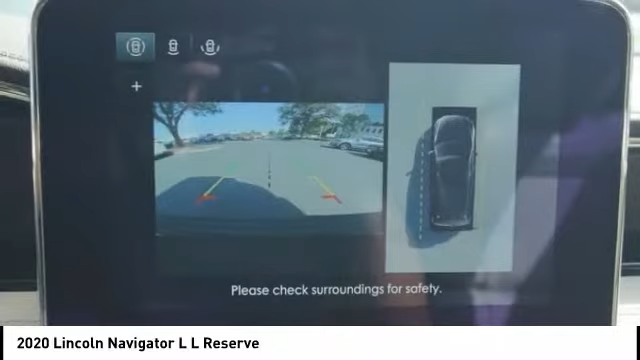 Please check surroundings for safety.
2020 Lincoln Navigator L L Reserve